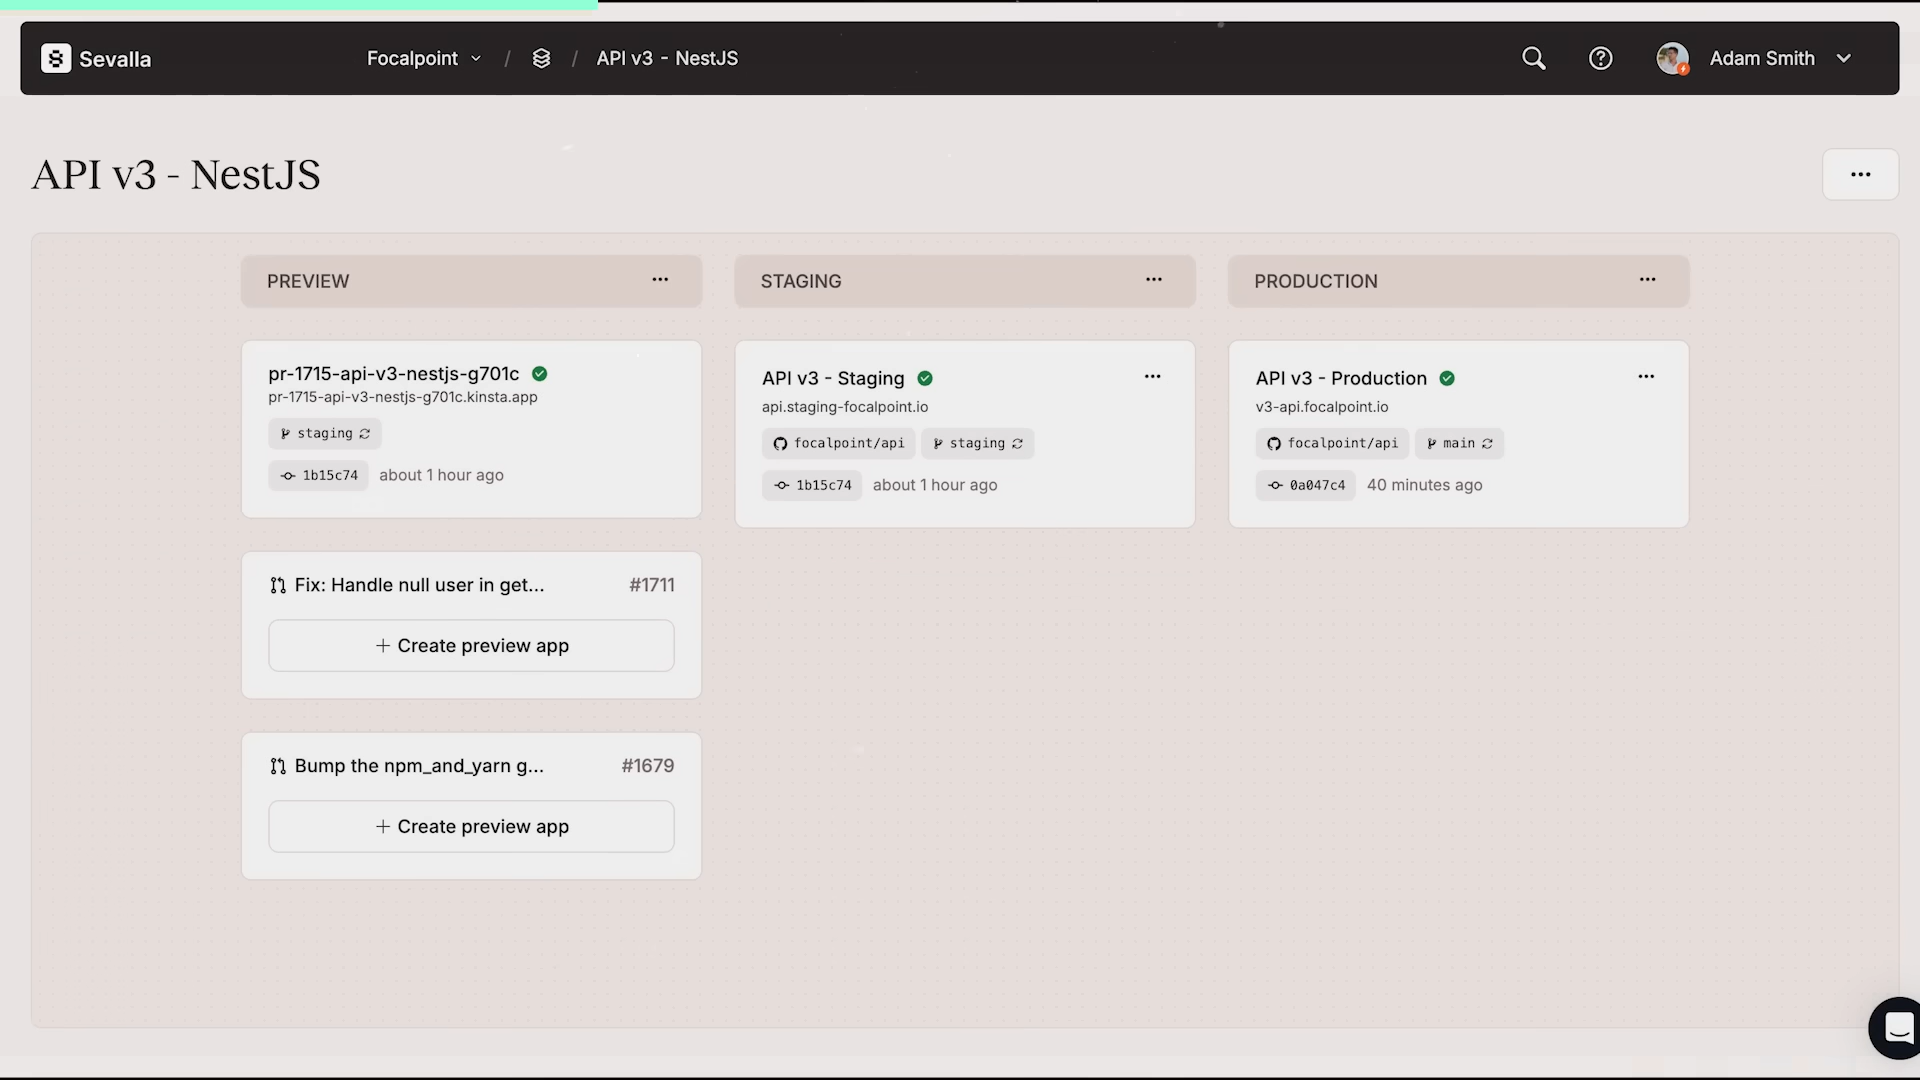 Sevalla
Focalpoint / / API v3 - NestJS
Adam Smith
API v3 - NestJS
PREVIEW
pr-1715-api-v3-nestjs-g701c
pr-1715-api-v3-nestjs-g701c.kinsta.app
staging
1b15c74 about 1 hour ago
Fix: Handle null user in get... #1711
+ Create preview app
Bump the npm_and_yarn g... #1679
+ Create preview app
STAGING
API v3 - Staging
api.staging-focalpoint.io
focalpoint/api staging
1b15c74 about 1 hour ago
PRODUCTION
API v3 - Production
v3-api.focalpoint.io
focalpoint/api main
0a047c4 40 minutes ago